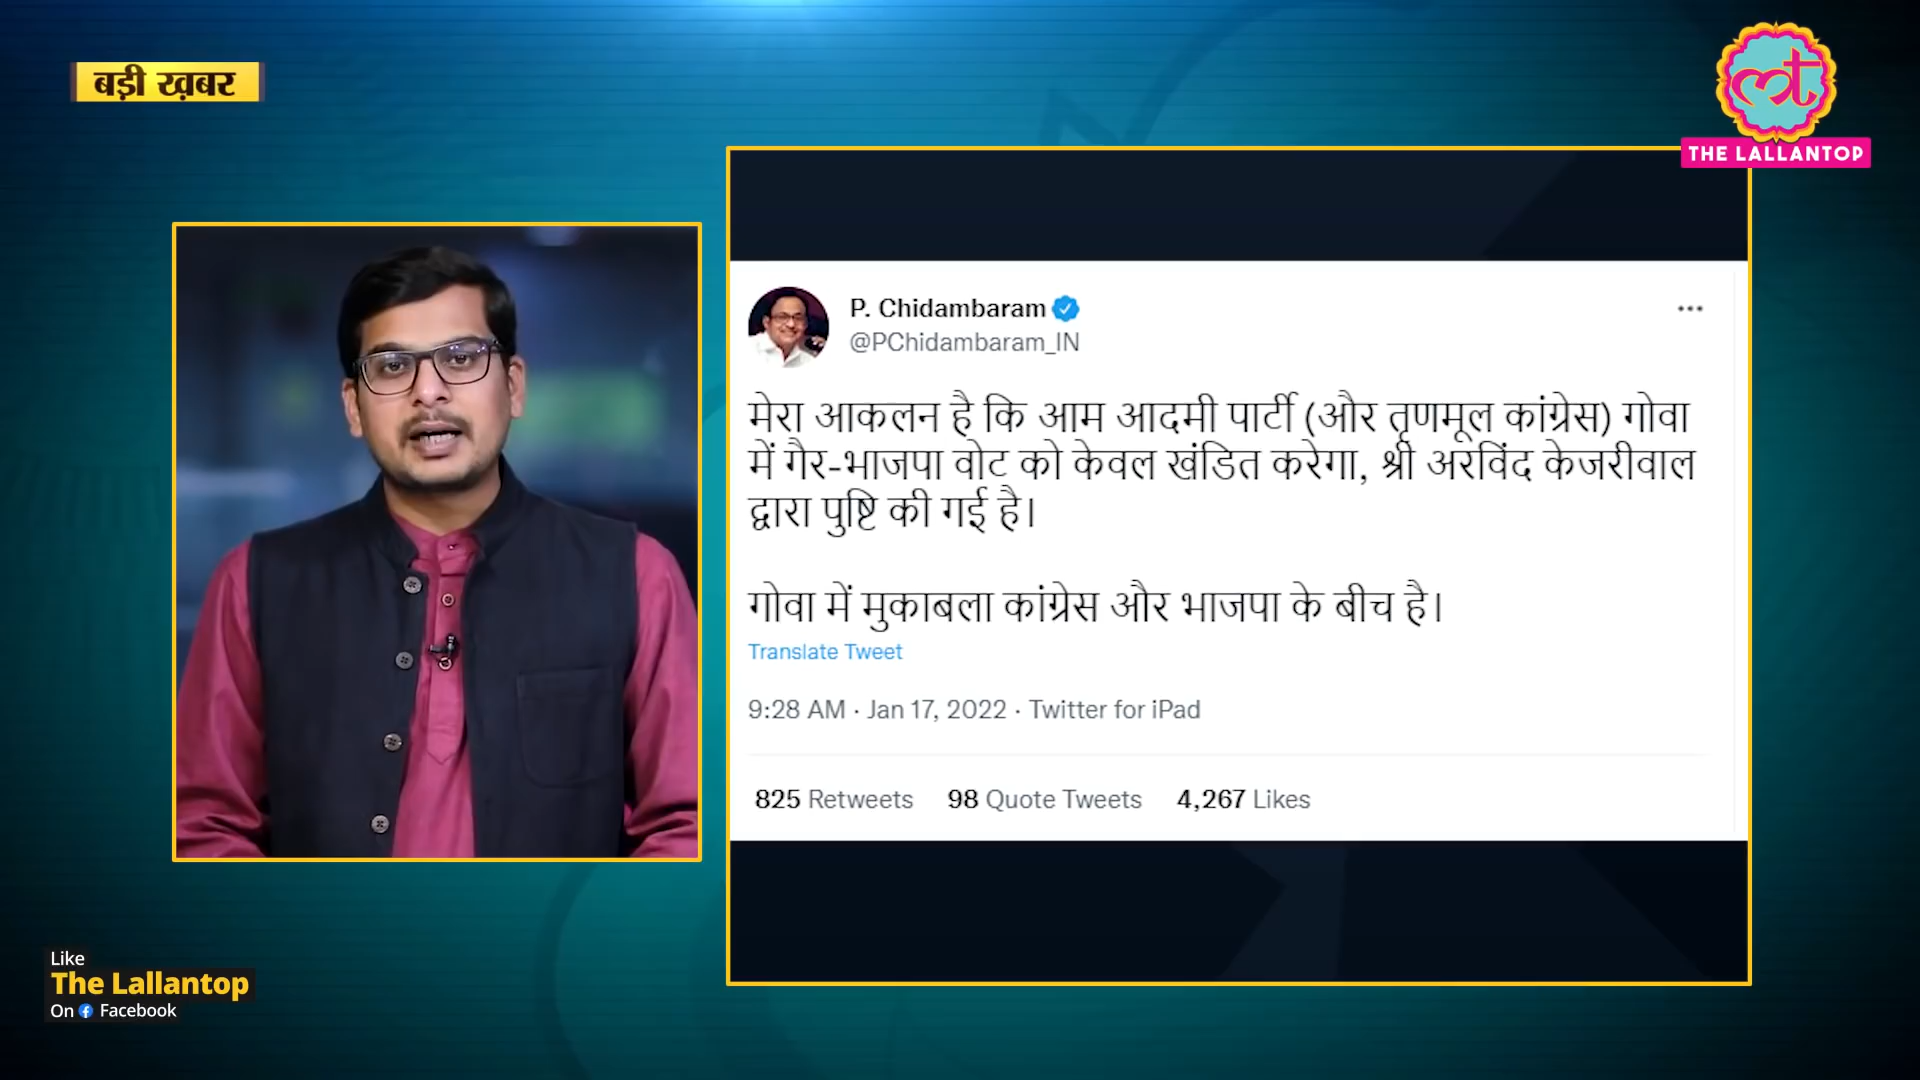 बड़ी ख़बर
THE LALLANTOP
P. Chidambaram
@PChidambaram_IN
मेरा आकलन है कि आम आदमी पार्टी (और तृणमूल कांग्रेस) गोवा
में गैर-भाजपा वोट को केवल खंडित करेगा, श्री अरविंद केजरीवाल
द्वारा पुष्टि की गई है।
गोवा में मुकाबला कांग्रेस और भाजपा के बीच है।
Translate Tweet
9:28 AM · Jan 17, 2022 · Twitter for iPad
825 Retweets 98 Quote Tweets 4,267 Likes
Like
The Lallantop
On Facebook